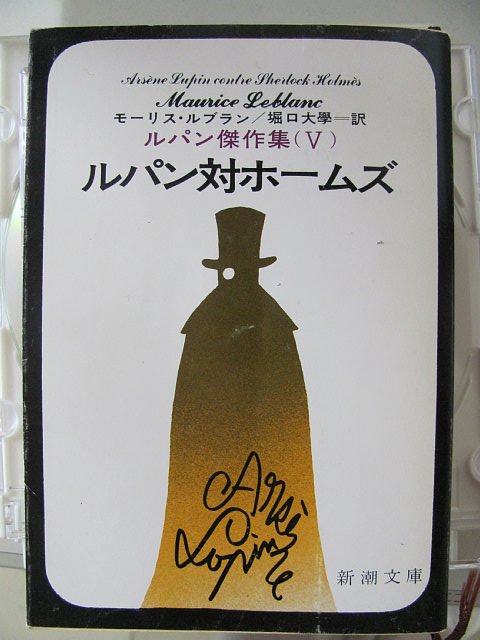 Arsène Lupin contre Sherlock Holmès
Maurice Leblanc
モーリス・ルブラン/堀口大學=訳
ルパン傑作集(V)
ルパン対ホームズ
Arsène
Lupin
新潮文庫